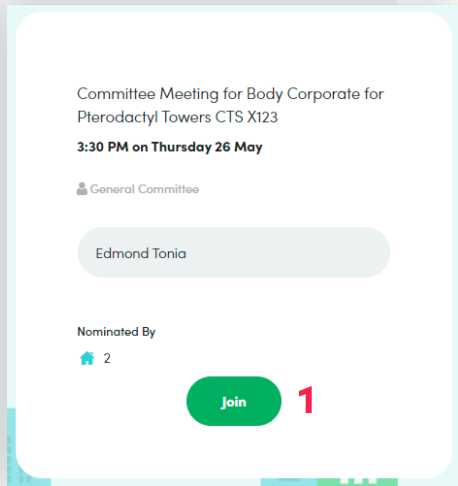 Committee Meeting for Body Corporate for
Pterodactyl Towers CTS X123
3:30 PM on Thursday 26 May
General Committee
Edmond Tonia
Nominated By
2
Join 1